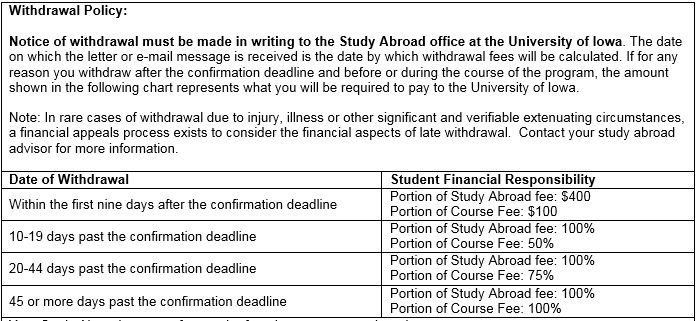 Withdrawal Policy:
Notice of withdrawal must be made in writing to the Study Abroad office at the University of Iowa. The date
on which the letter or e-mail message is received is the date by which withdrawal fees will be calculated. If for any
reason you withdraw after the confirmation deadline and before or during the course of the program, the amount
shown in the following chart represents what you will be required to pay to the University of Iowa.
Note: In rare cases of withdrawal due to injury, illness or other significant and verifiable extenuating circumstances,
a financial appeals process exists to consider the financial aspects of late withdrawal.  Contact your study abroad
advisor for more information.
Date of Withdrawal
Student Financial Responsibility
Within the first nine days after the confirmation deadline
Portion of Study Abroad fee: $400
Portion of Course Fee: $100
10-19 days past the confirmation deadline
Portion of Study Abroad fee: 100%
Portion of Course Fee: 50%
20-44 days past the confirmation deadline
Portion of Study Abroad fee: 100%
Portion of Course Fee: 75%
45 or more days past the confirmation deadline
Portion of Study Abroad fee: 100%
Portion of Course Fee: 100%